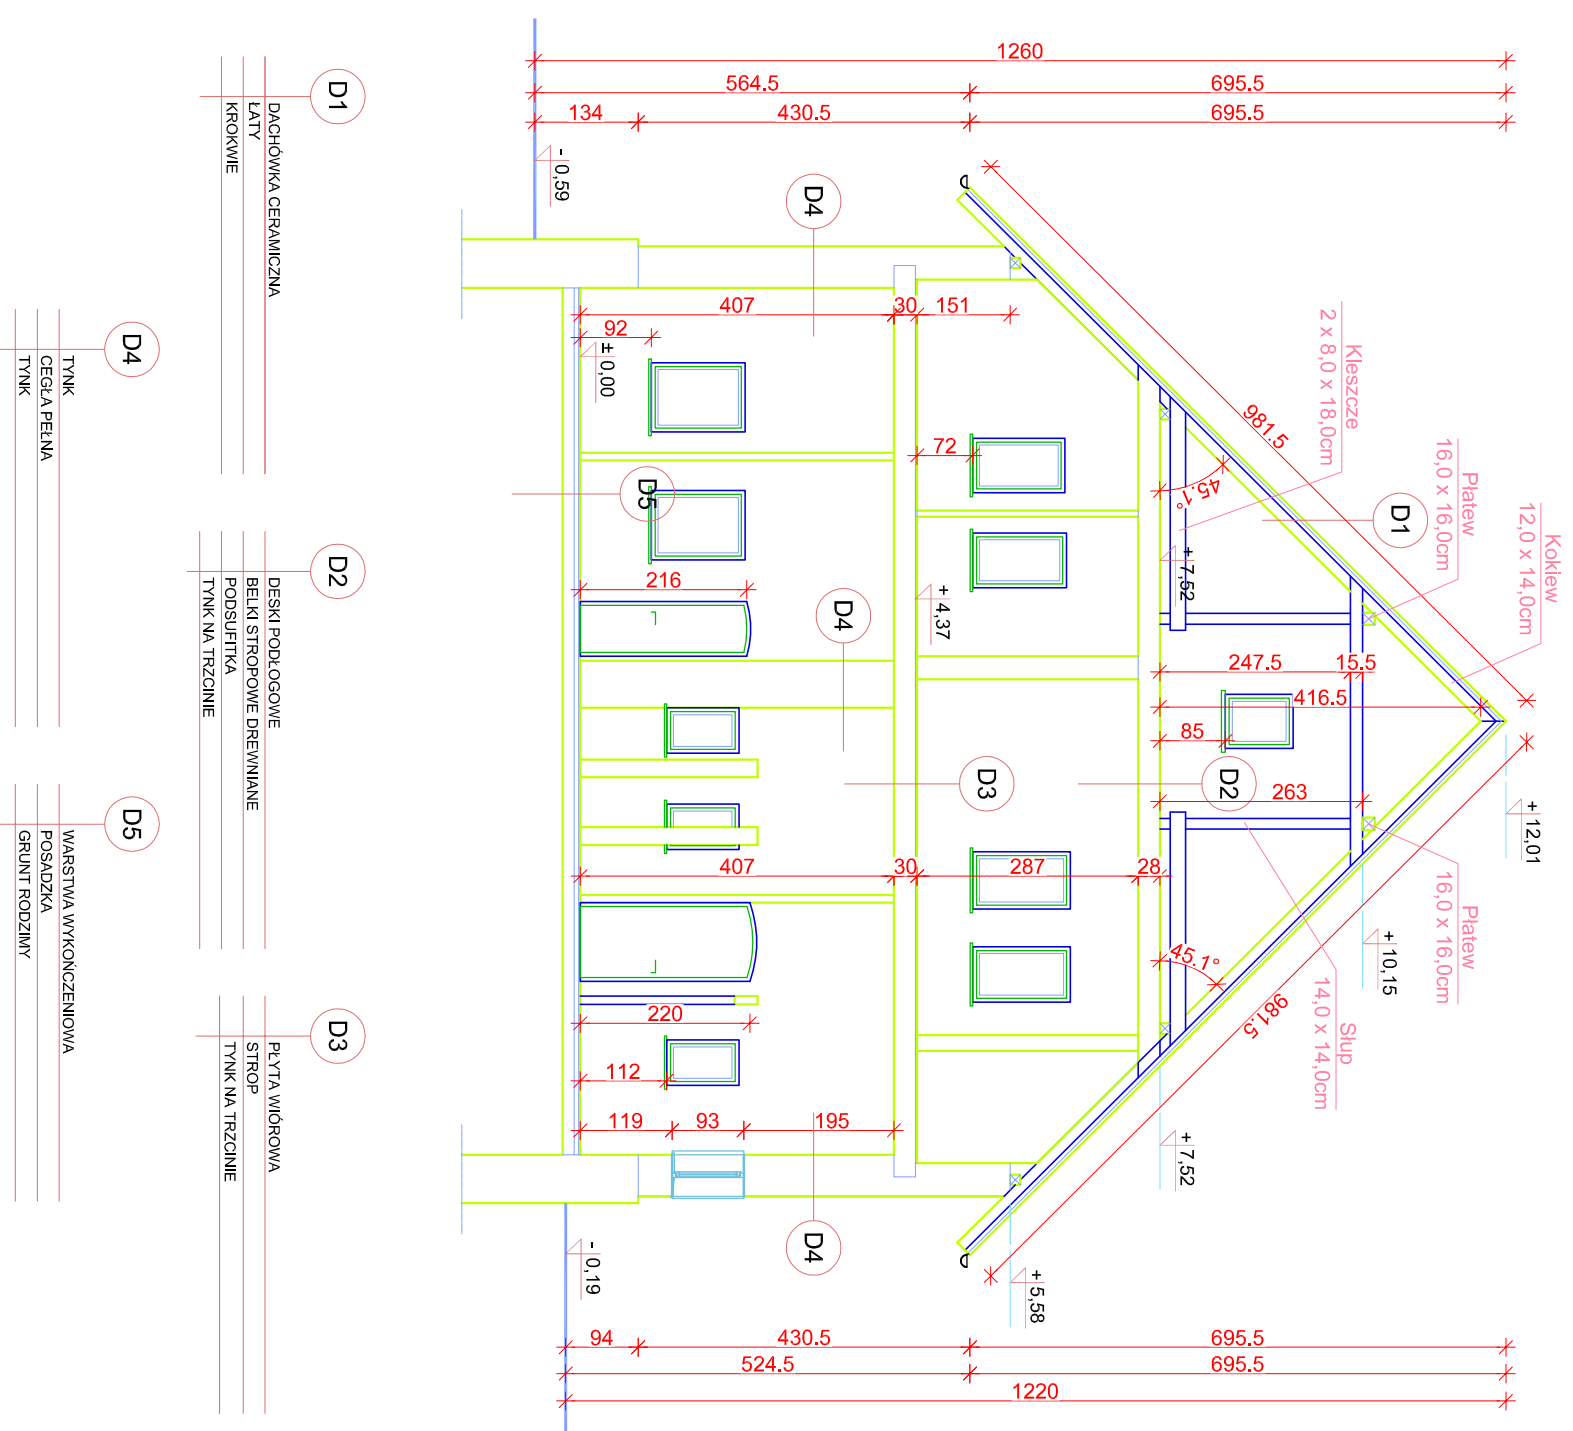 1260
564.5
695.5
134
430.5
695.5
- 0,59
D4
407
30
151
92
± 0,00
72
D5
216
D4
+ 4,37
981.5
45.1°
D1
Kleszcze
2 x 8,0 x 18,0cm
Płatew
16,0 x 16,0cm
Kokiew
12,0 x 14,0cm
+ 7,52
247.5
15.5
416.5
85
D3
D2
263
+ 12,01
407
30
287
28
Płatew
16,0 x 16,0cm
+ 10,15
45.1°
981.5
Słup
14,0 x 14,0cm
220
112
119
93
195
+ 7,52
D4
- 0,19
+5,58
94
430.5
695.5
524.5
695.5
1220
D1
DACHÓWKA CERAMICZNA
ŁATY
KROKWIE
D2
DESKI PODŁOGOWE
BELKI STROPOWE DREWNIANE
PODSUFITKA
TYNK NA TRZCINIE
D3
PŁYTA WIÓROWA
STROP
TYNK NA TRZCINIE
D4
TYNK
CEGŁA PEŁNA
TYNK
D5
WARSTWA WYKOŃCZENIOWA
POSADZKA
GRUNT RODZIMY